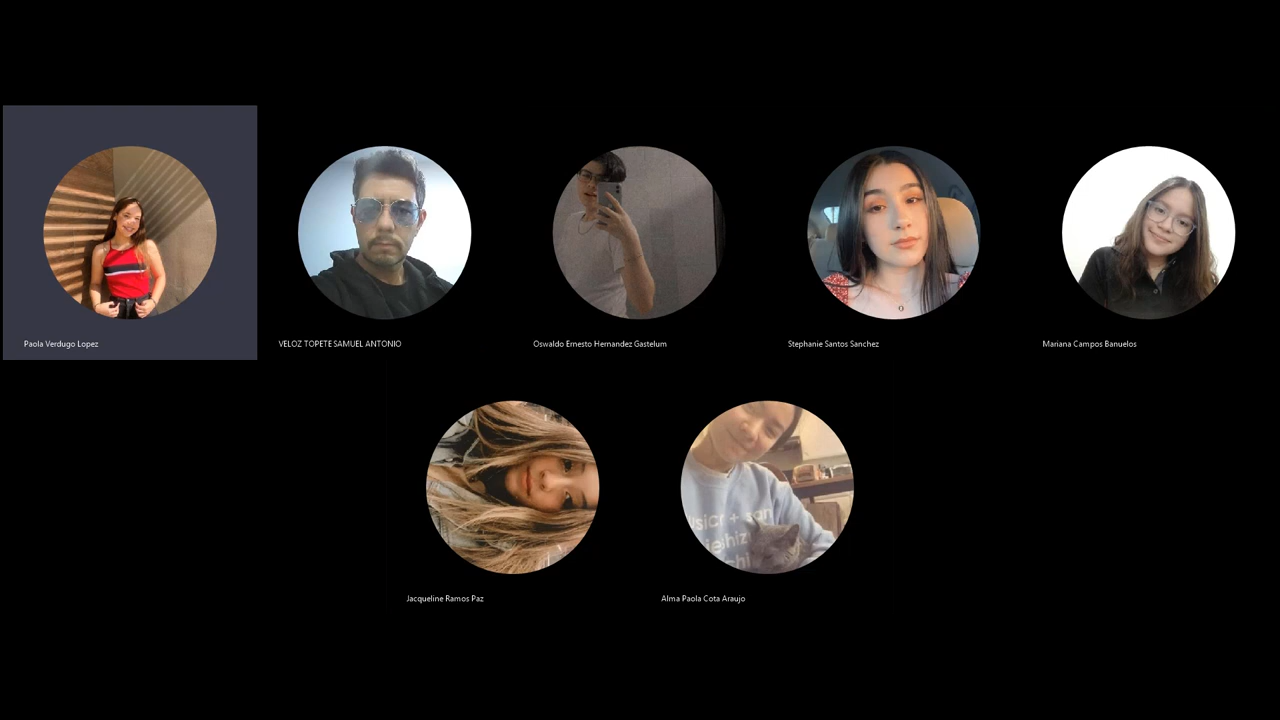 Paola Verdugo Lopez
VELOZ TOPETE SAMUEL ANTONIO
Oswaldo Ernesto Hernandez Gastelum
Stephanie Santos Sanchez
Mariana Campos Banuelos
Jacqueline Ramos Paz
Alma Paola Cota Araujo